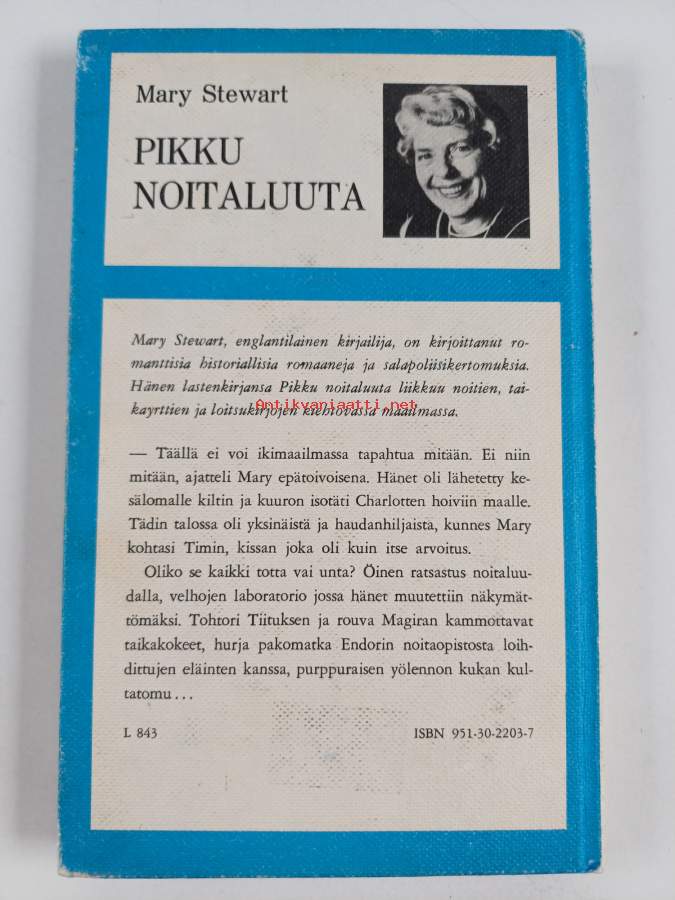 Mary Stewart
PIKKU
NOITALUUTA
Mary Stewart, englantilainen kirjailija, on kirjoittanut ro-
manttisia historiallisia romaaneja ja salapoliisikertomuksia.
Hänen lastenkirjansa Pikku noitaluuta liikkuu noitien, tai-
kayrttien ja loitsukirjojen kiehtovassa maailmassa.
Antikvariaatti.net
— Täällä ei voi ikimaailmassa tapahtua mitään. Ei niin
mitään, ajatteli Mary epätoivoisena. Hänet oli lähetetty ke-
sälomalle kiltin ja kuuron isotäti Charlotten hoiviin maalle.
Tädin talossa oli yksinäistä ja haudanhiljaista, kunnes Mary
kohtasi Timin, kissan joka oli kuin itse arvoitus.
Oliko se kaikki totta vai unta? Öinen ratsastus noitaluu-
dalla, velhojen laboratorio jossa hänet muutettiin näkymät-
tömäksi. Tohtori Tiituksen ja rouva Magiran kammottavat
taikakokeet, hurja pakomatka Endorin noitaopistosta loih-
dittujen eläinten kanssa, purppuraisen yölennon kukan kul-
tatomu...
L 843
ISBN 951-30-2203-7